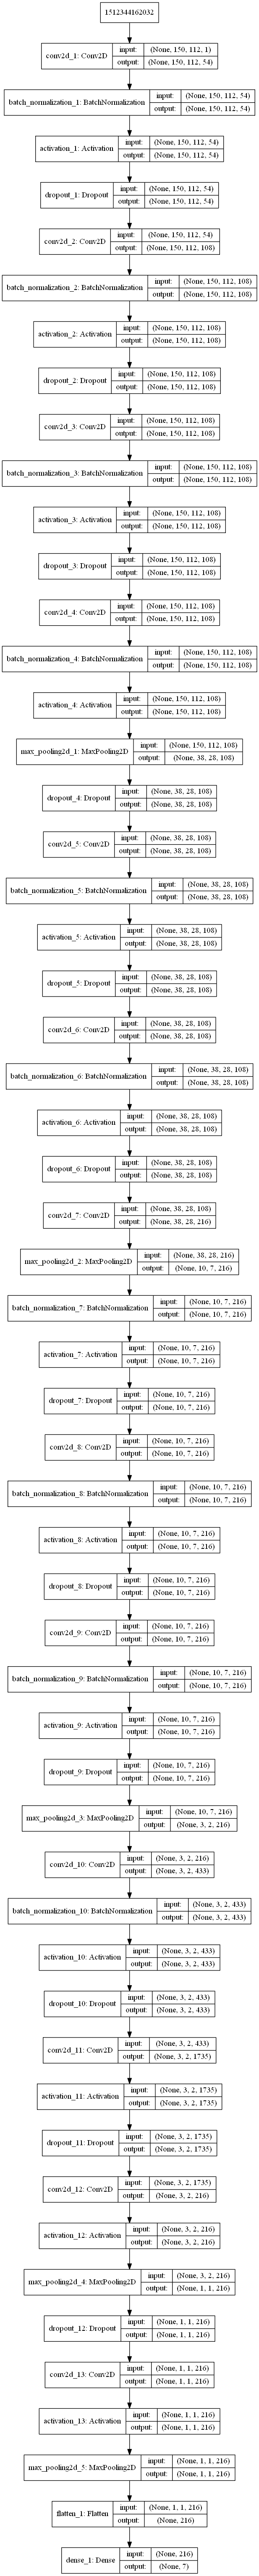 1512344162032
conv2d_1: Conv2D input: (None, 150, 112, 1)
output: (None, 150, 112, 54)
batch_normalization_1: BatchNormalization input: (None, 150, 112, 54)
output: (None, 150, 112, 54)
activation_1: Activation input: (None, 150, 112, 54)
output: (None, 150, 112, 54)
dropout_1: Dropout input: (None, 150, 112, 54)
output: (None, 150, 112, 54)
conv2d_2: Conv2D input: (None, 150, 112, 54)
output: (None, 150, 112, 108)
batch_normalization_2: BatchNormalization input: (None, 150, 112, 108)
output: (None, 150, 112, 108)
activation_2: Activation input: (None, 150, 112, 108)
output: (None, 150, 112, 108)
dropout_2: Dropout input: (None, 150, 112, 108)
output: (None, 150, 112, 108)
conv2d_3: Conv2D input: (None, 150, 112, 108)
output: (None, 150, 112, 108)
batch_normalization_3: BatchNormalization input: (None, 150, 112, 108)
output: (None, 150, 112, 108)
activation_3: Activation input: (None, 150, 112, 108)
output: (None, 150, 112, 108)
dropout_3: Dropout input: (None, 150, 112, 108)
output: (None, 150, 112, 108)
conv2d_4: Conv2D input: (None, 150, 112, 108)
output: (None, 150, 112, 108)
batch_normalization_4: BatchNormalization input: (None, 150, 112, 108)
output: (None, 150, 112, 108)
activation_4: Activation input: (None, 150, 112, 108)
output: (None, 150, 112, 108)
max_pooling2d_1: MaxPooling2D input: (None, 150, 112, 108)
output: (None, 38, 28, 108)
dropout_4: Dropout input: (None, 38, 28, 108)
output: (None, 38, 28, 108)
conv2d_5: Conv2D input: (None, 38, 28, 108)
output: (None, 38, 28, 108)
batch_normalization_5: BatchNormalization input: (None, 38, 28, 108)
output: (None, 38, 28, 108)
activation_5: Activation input: (None, 38, 28, 108)
output: (None, 38, 28, 108)
dropout_5: Dropout input: (None, 38, 28, 108)
output: (None, 38, 28, 108)
conv2d_6: Conv2D input: (None, 38, 28, 108)
output: (None, 38, 28, 108)
batch_normalization_6: BatchNormalization input: (None, 38, 28, 108)
output: (None, 38, 28, 108)
activation_6: Activation input: (None, 38, 28, 108)
output: (None, 38, 28, 108)
dropout_6: Dropout input: (None, 38, 28, 108)
output: (None, 38, 28, 108)
conv2d_7: Conv2D input: (None, 38, 28, 108)
output: (None, 38, 28, 216)
max_pooling2d_2: MaxPooling2D input: (None, 38, 28, 216)
output: (None, 10, 7, 216)
batch_normalization_7: BatchNormalization input: (None, 10, 7, 216)
output: (None, 10, 7, 216)
activation_7: Activation input: (None, 10, 7, 216)
output: (None, 10, 7, 216)
dropout_7: Dropout input: (None, 10, 7, 216)
output: (None, 10, 7, 216)
conv2d_8: Conv2D input: (None, 10, 7, 216)
output: (None, 10, 7, 216)
batch_normalization_8: BatchNormalization input: (None, 10, 7, 216)
output: (None, 10, 7, 216)
activation_8: Activation input: (None, 10, 7, 216)
output: (None, 10, 7, 216)
dropout_8: Dropout input: (None, 10, 7, 216)
output: (None, 10, 7, 216)
conv2d_9: Conv2D input: (None, 10, 7, 216)
output: (None, 10, 7, 216)
batch_normalization_9: BatchNormalization input: (None, 10, 7, 216)
output: (None, 10, 7, 216)
activation_9: Activation input: (None, 10, 7, 216)
output: (None, 10, 7, 216)
dropout_9: Dropout input: (None, 10, 7, 216)
output: (None, 10, 7, 216)
max_pooling2d_3: MaxPooling2D input: (None, 10, 7, 216)
output: (None, 3, 2, 216)
conv2d_10: Conv2D input: (None, 3, 2, 216)
output: (None, 3, 2, 433)
batch_normalization_10: BatchNormalization input: (None, 3, 2, 433)
output: (None, 3, 2, 433)
activation_10: Activation input: (None, 3, 2, 433)
output: (None, 3, 2, 433)
dropout_10: Dropout input: (None, 3, 2, 433)
output: (None, 3, 2, 433)
conv2d_11: Conv2D input: (None, 3, 2, 433)
output: (None, 3, 2, 1735)
activation_11: Activation input: (None, 3, 2, 1735)
output: (None, 3, 2, 1735)
dropout_11: Dropout input: (None, 3, 2, 1735)
output: (None, 3, 2, 1735)
conv2d_12: Conv2D input: (None, 3, 2, 1735)
output: (None, 3, 2, 216)
activation_12: Activation input: (None, 3, 2, 216)
output: (None, 3, 2, 216)
max_pooling2d_4: MaxPooling2D input: (None, 3, 2, 216)
output: (None, 1, 1, 216)
dropout_12: Dropout input: (None, 1, 1, 216)
output: (None, 1, 1, 216)
conv2d_13: Conv2D input: (None, 1, 1, 216)
output: (None, 1, 1, 216)
activation_13: Activation input: (None, 1, 1, 216)
output: (None, 1, 1, 216)
max_pooling2d_5: MaxPooling2D input: (None, 1, 1, 216)
output: (None, 1, 1, 216)
flatten_1: Flatten input: (None, 1, 1, 216)
output: (None, 216)
dense_1: Dense input: (None, 216)
output: (None, 7)